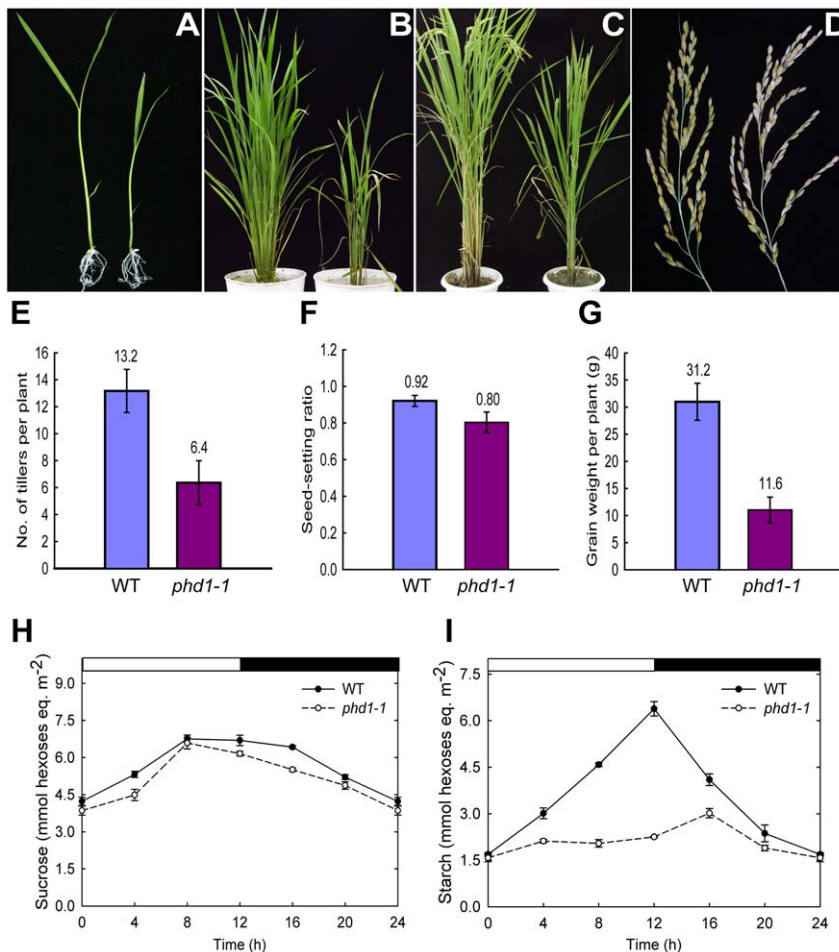 A
B
C
D
E
No. of tillers per plant
16
14
12
10
8
6
4
2
0
13.2
6.4
WT
phd1-1
F
Seed-setting ratio
1.2
1.0
0.8
0.6
0.4
0.2
0.0
0.92
0.80
WT
phd1-1
G
Grain weight per plant (g)
40
35
30
25
20
15
10
5
0
31.2
11.6
WT
phd1-1
H
Sucrose (mmol hexoses eq. m-2)
9.0
7.5
6.0
4.5
3.0
1.5
0.0
WT
phd1-1
0 4 8 12 16 20 24
Time (h)
I
Starch (mmol hexoses eq. m-2)
7.5
6.0
4.5
3.0
1.5
0.0
WT
phd1-1
0 4 8 12 16 20 24
Time (h)